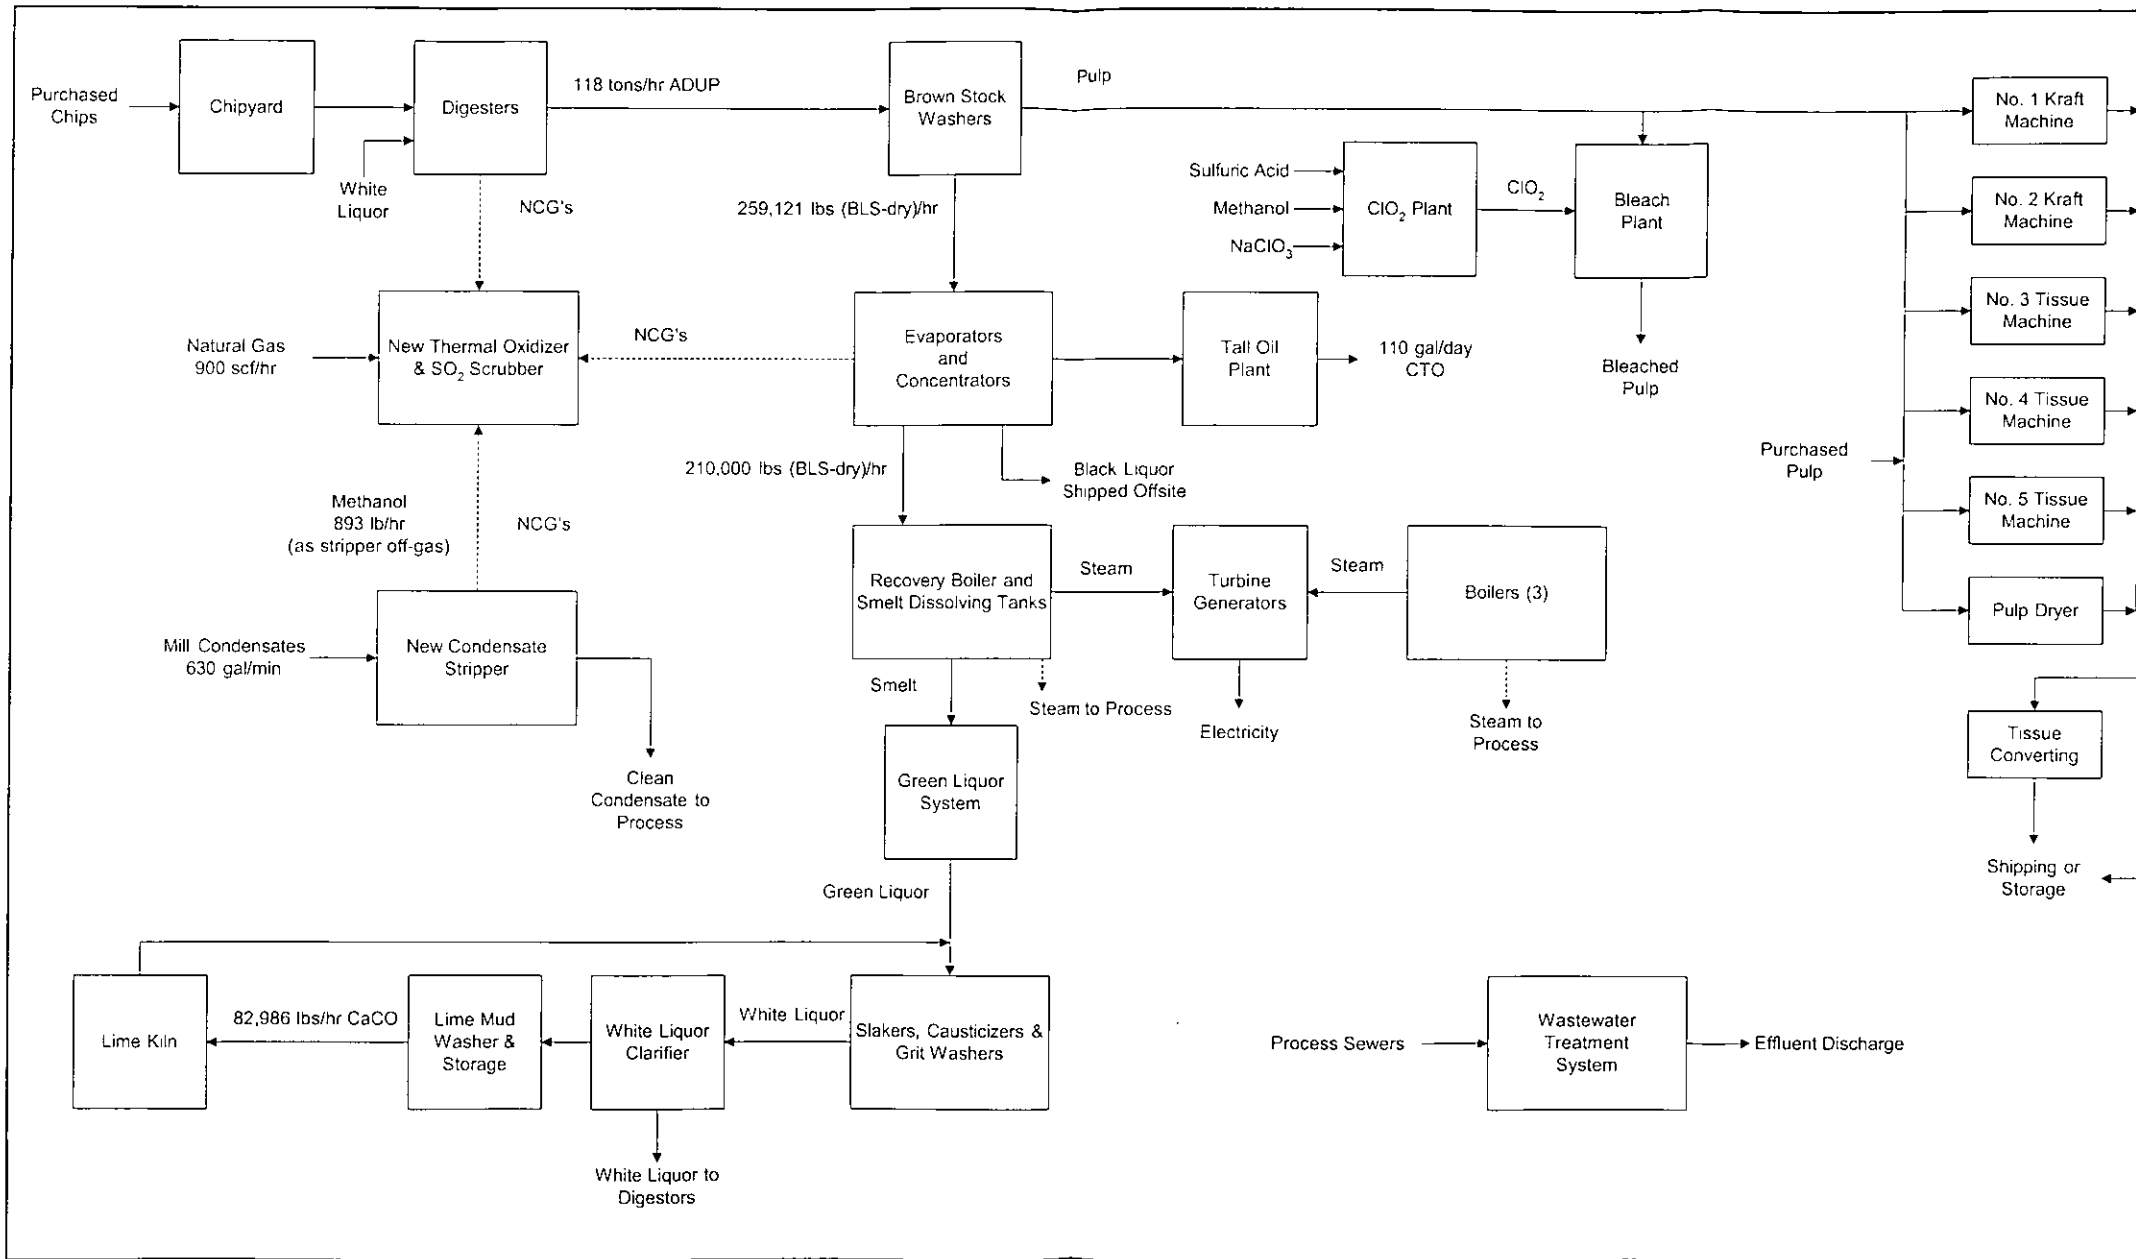 Purchased
Chips
Chipyard
Digesters
118 tons/hr ADUP
Brown Stock
Washers
Pulp
No. 1 Kraft
Machine
White
Liquor
NCG's
259,121 lbs (BLS-dry)/hr
Sulfuric Acid
Methanol
NaClO3
ClO2 Plant
ClO2
Bleach
Plant
No. 2 Kraft
Machine
Natural Gas
900 scf/hr
New Thermal Oxidizer
& SO2 Scrubber
NCG's
Evaporators
and
Concentrators
Tall Oil
Plant
110 gal/day
CTO
Bleached
Pulp
No. 3 Tissue
Machine
No. 4 Tissue
Machine
Purchased
Pulp
No. 5 Tissue
Machine
Pulp Dryer
210,000 lbs (BLS-dry)/hr
Black Liquor
Shipped Offsite
Methanol
893 lb/hr
(as stripper off-gas)
NCG's
Recovery Boiler and
Smelt Dissolving Tanks
Steam
Turbine
Generators
Steam
Boilers (3)
Mill Condensates
630 gal/min
New Condensate
Stripper
Smelt
Steam to Process
Electricity
Steam to
Process
Tissue
Converting
Clean
Condensate to
Process
Green Liquor
System
Shipping or
Storage
Green Liquor
Lime Kiln
82,986 lbs/hr CaCO
Lime Mud
Washer &
Storage
White Liquor
Clarifier
White Liquor
Slakers, Causticizers &
Grit Washers
Process Sewers
Wastewater
Treatment
System
Effluent Discharge
White Liquor to
Digestors